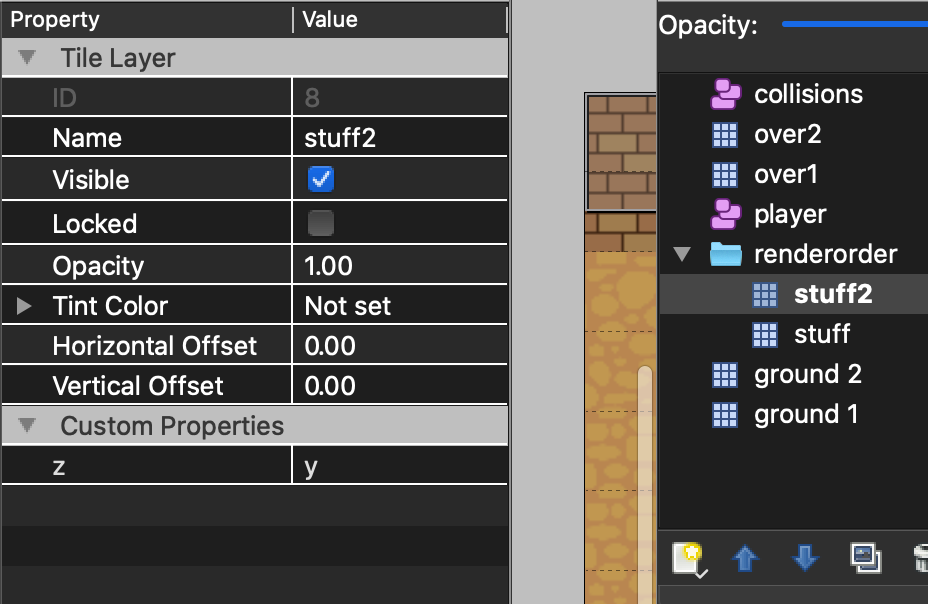 Property Value
Tile Layer
ID 8
Name stuff2
Visible
Locked
Opacity 1.00
Tint Color Not set
Horizontal Offset 0.00
Vertical Offset 0.00
Custom Properties
z y
Opacity:
collisions
over2
over1
player
renderorder
stuff2
stuff
ground 2
ground 1